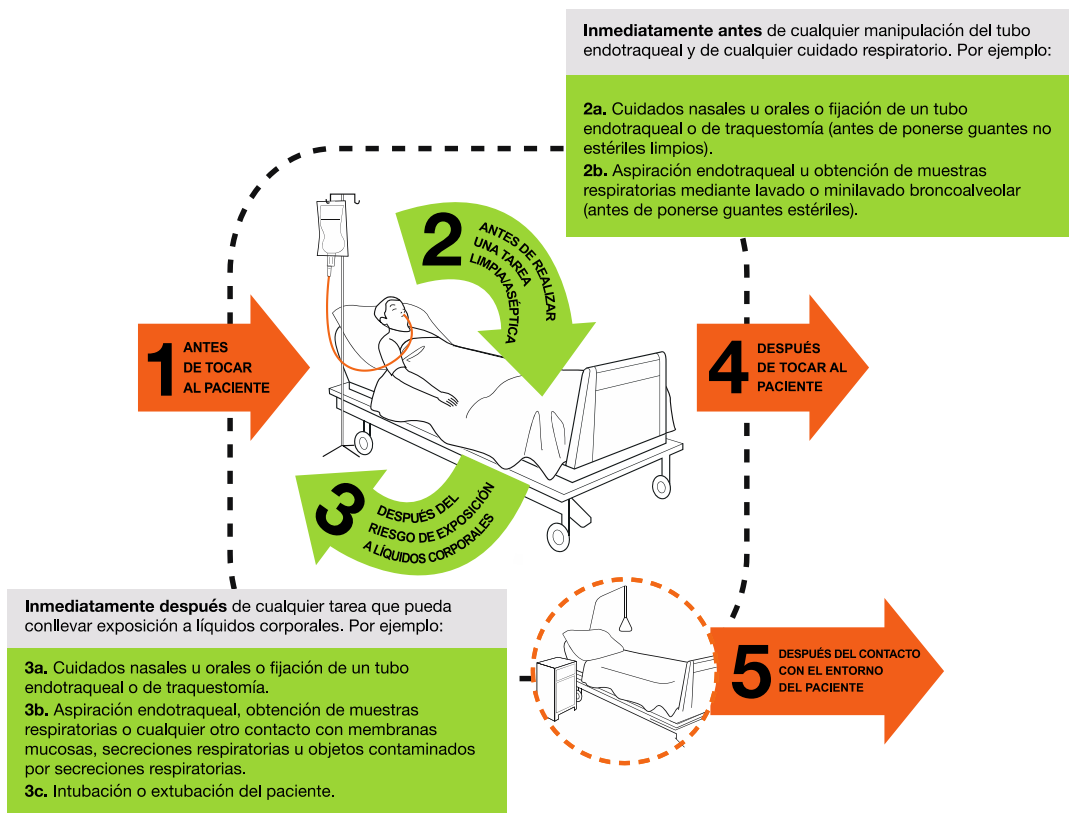 Inmediatamente antes de cualquier manipulación del tubo
endotraqueal y de cualquier cuidado respiratorio. Por ejemplo:
2a. Cuidados nasales u orales o fijación de un tubo
endotraqueal o de traquestomía (antes de ponerse guantes no
estériles limpios).
2b. Aspiración endotraqueal u obtención de muestras
respiratorias mediante lavado o minilavado broncoalveolar
(antes de ponerse guantes estériles).
2
ANTES DE REALIZAR
UNA TAREA
LIMPIA/ASÉPTICA
1
ANTES
DE TOCAR
AL PACIENTE
4
DESPUÉS
DE TOCAR AL
PACIENTE
3
DESPUÉS DEL
RIESGO DE EXPOSICIÓN
A LÍQUIDOS CORPORALES
Inmediatamente después de cualquier tarea que pueda
conllevar exposición a líquidos corporales. Por ejemplo:
3a. Cuidados nasales u orales o fijación de un tubo
endotraqueal o de traquestomía.
3b. Aspiración endotraqueal, obtención de muestras
respiratorias o cualquier otro contacto con membranas
mucosas, secreciones respiratorias u objetos contaminados
por secreciones respiratorias.
3c. Intubación o extubación del paciente.
5
DESPUÉS DEL CONTACTO
CON EL ENTORNO
DEL PACIENTE